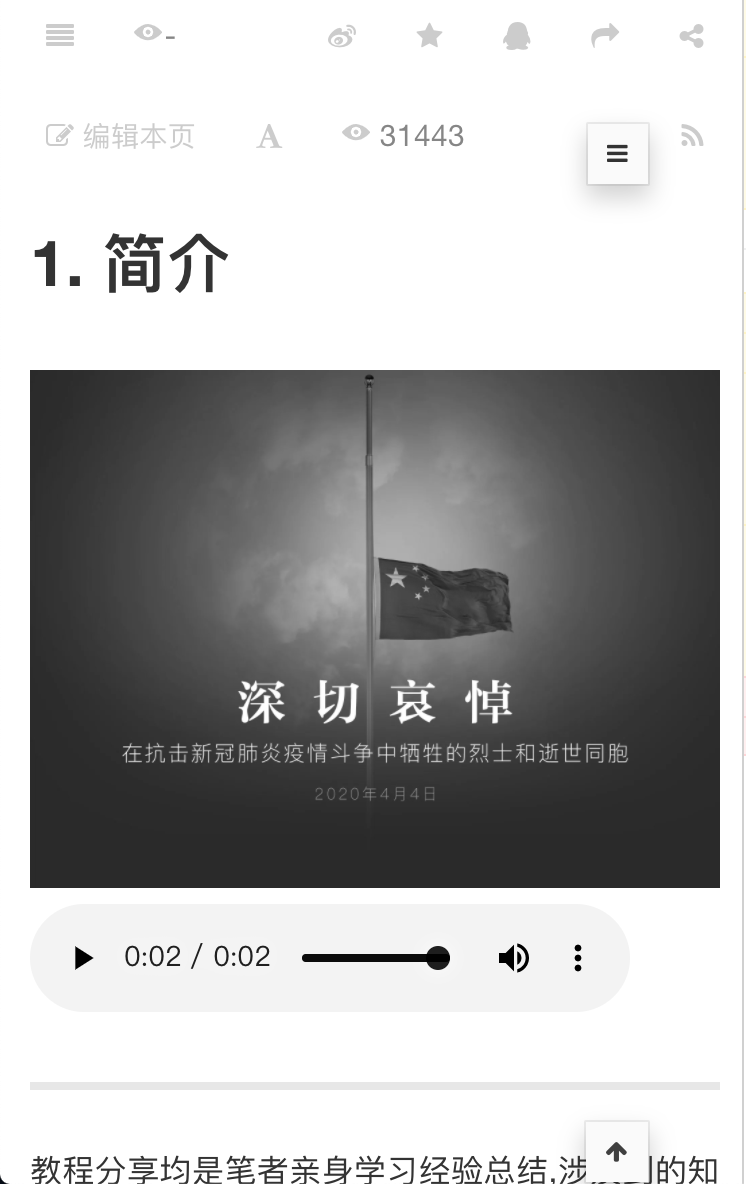 -
编辑本页 A 31443
1. 简介
深切哀悼
在抗击新冠肺炎疫情斗争中牺牲的烈士和逝世同胞
2020年4月4日
0:02 / 0:02
教程分享均是笔者亲身学习经验总结,涉 的知